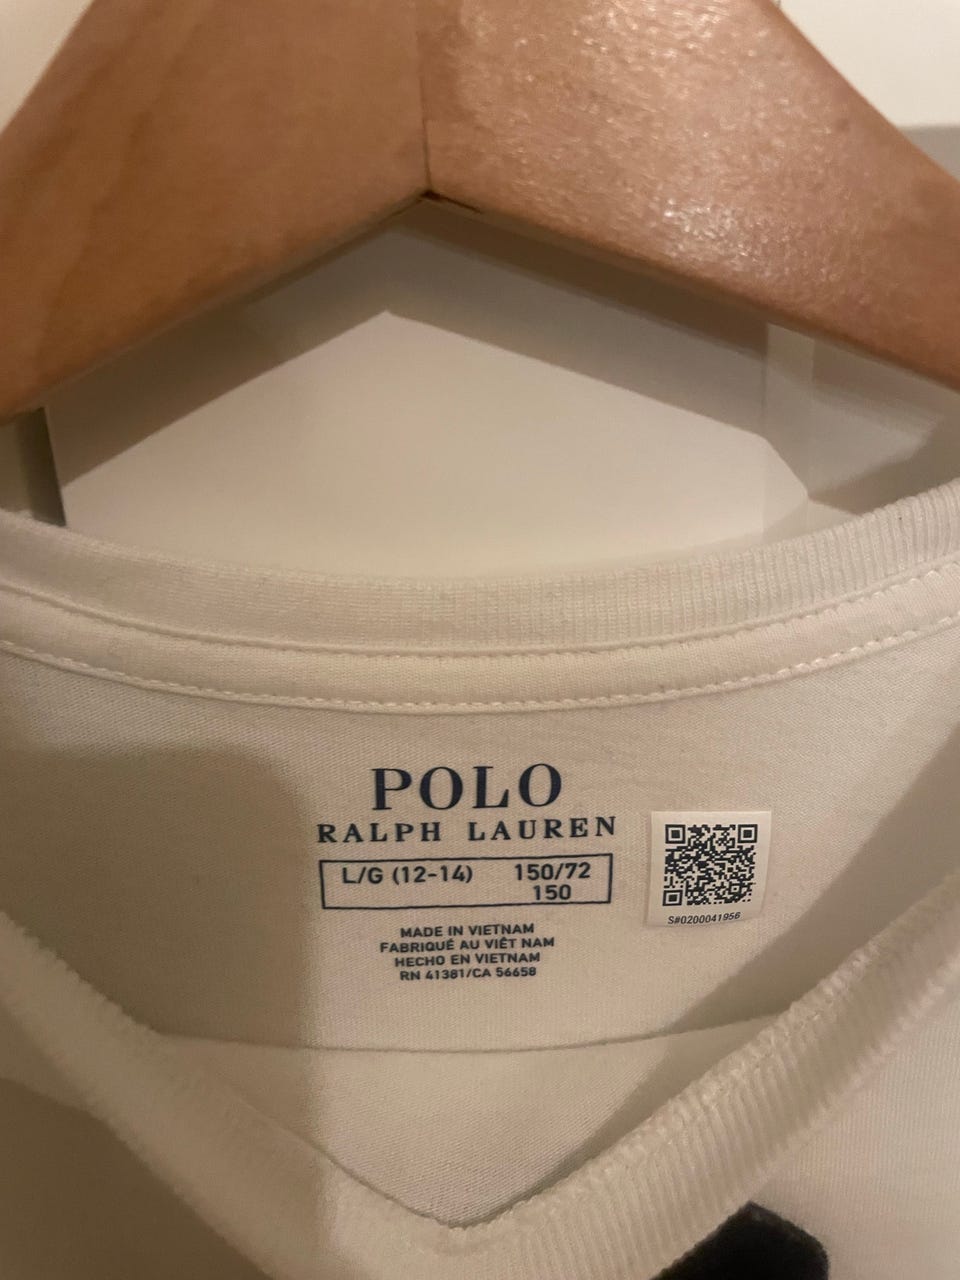 POLO
RALPH LAUREN
L/G (12-14) 150/72
150
MADE IN VIETNAM
FABRIQUÉ AU VIÊT NAM
HECHO EN VIETNAM
RN 41381/CA 56658
S#0200041956